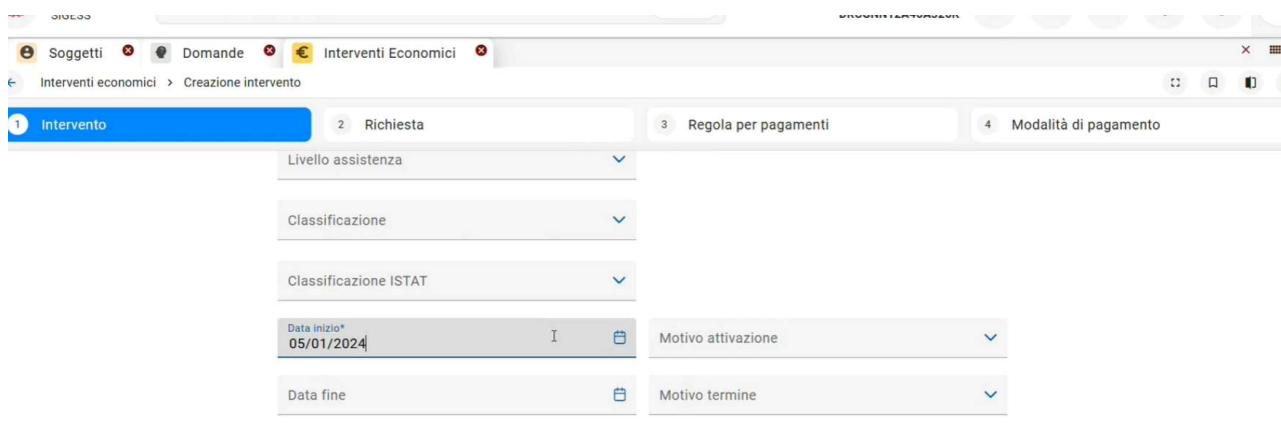 SIGESS
Soggetti Domande € Interventi Economici
Interventi economici > Creazione intervento
1 Intervento 2 Richiesta 3 Regola per pagamenti 4 Modalità di pagamento
Livello assistenza
Classificazione
Classificazione ISTAT
Data inizio*
05/01/2024 Motivo attivazione
Data fine Motivo termine